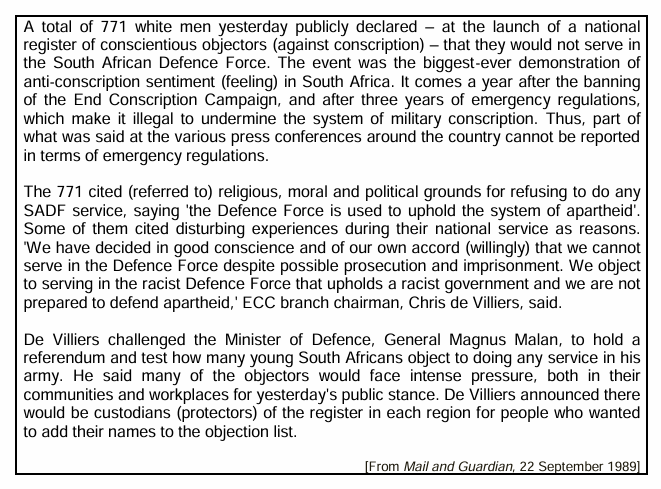 A total of 771 white men yesterday publicly declared – at the launch of a national
register of conscientious objectors (against conscription) – that they would not serve in
the South African Defence Force. The event was the biggest-ever demonstration of
anti-conscription sentiment (feeling) in South Africa. It comes a year after the banning
of the End Conscription Campaign, and after three years of emergency regulations,
which make it illegal to undermine the system of military conscription. Thus, part of
what was said at the various press conferences around the country cannot be reported
in terms of emergency regulations.

The 771 cited (referred to) religious, moral and political grounds for refusing to do any
SADF service, saying 'the Defence Force is used to uphold the system of apartheid'.
Some of them cited disturbing experiences during their national service as reasons.
'We have decided in good conscience and of our own accord (willingly) that we cannot
serve in the Defence Force despite possible prosecution and imprisonment. We object
to serving in the racist Defence Force that upholds a racist government and we are not
prepared to defend apartheid,' ECC branch chairman, Chris de Villiers, said.

De Villiers challenged the Minister of Defence, General Magnus Malan, to hold a
referendum and test how many young South Africans object to doing any service in his
army. He said many of the objectors would face intense pressure, both in their
communities and workplaces for yesterday's public stance. De Villiers announced there
would be custodians (protectors) of the register in each region for people who wanted
to add their names to the objection list.

[From Mail and Guardian, 22 September 1989]